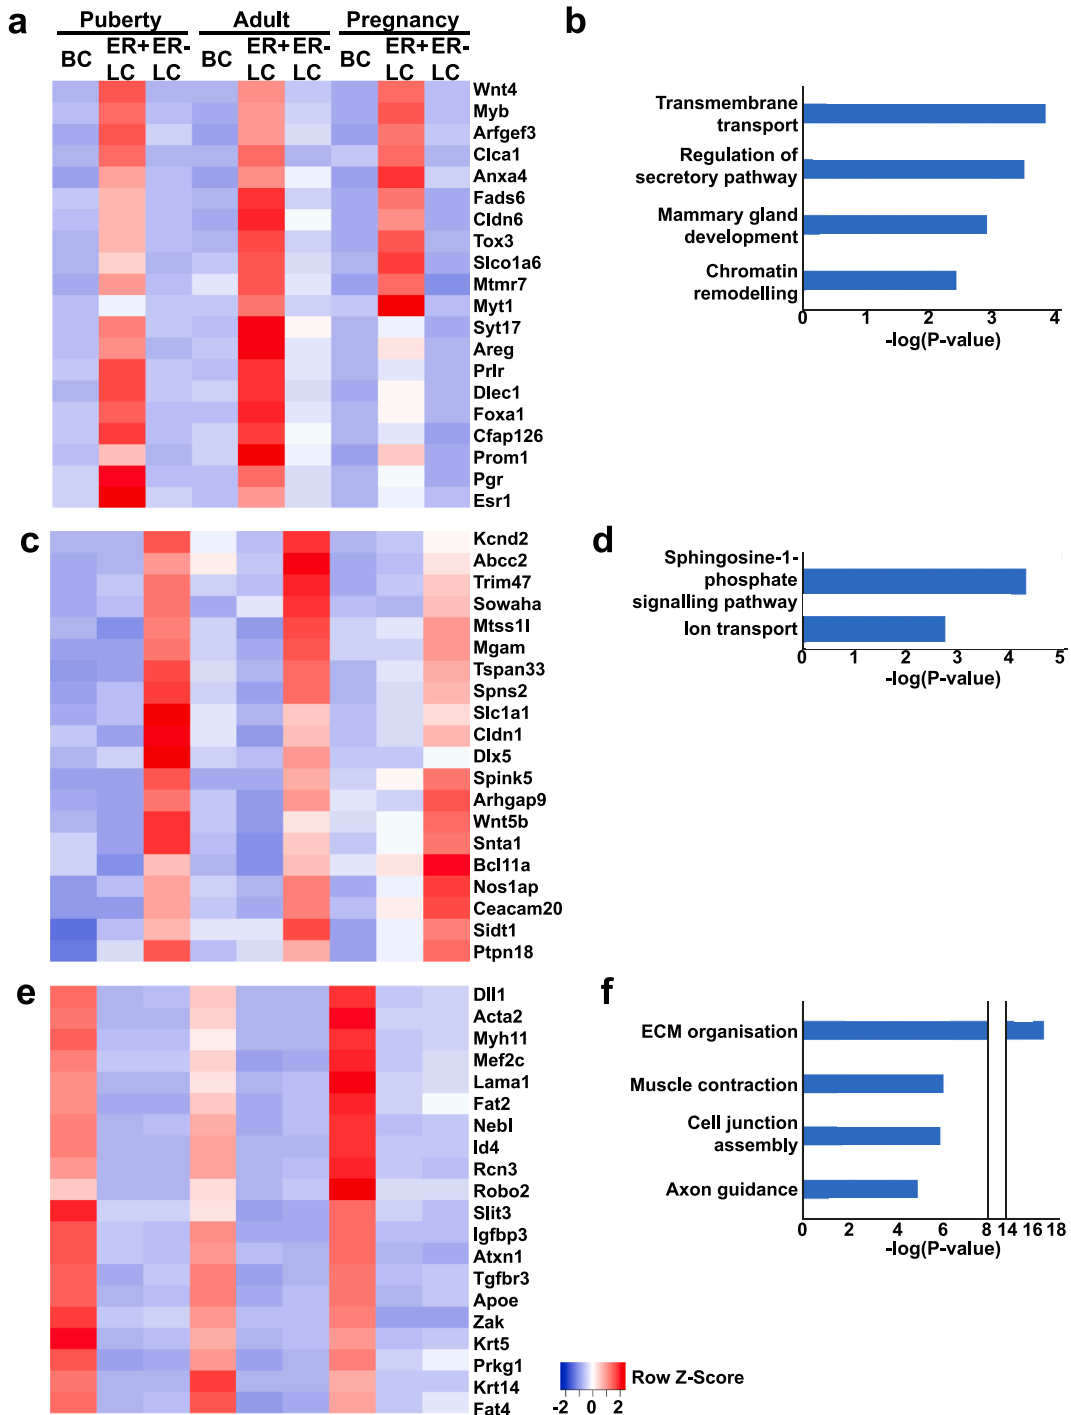 a
Puberty Adult Pregnancy
BC ER+ LC ER- LC BC ER+ LC ER- LC BC ER+ LC ER- LC
Wnt4
Myb
Arfgef3
Clca1
Anxa4
Fads6
Cldn6
Tox3
Slco1a6
Mtmr7
Myt1
Syt17
Areg
Prlr
Dlec1
Foxa1
Cfap126
Prom1
Pgr
Esr1
b
Transmembrane
transport
Regulation of
secretory pathway
Mammary gland
development
Chromatin
remodelling
0 1 2 3 4
-log(P-value)
c
Kcnd2
Abcc2
Trim47
Sowaha
Mtss1l
Mgam
Tspan33
Spns2
Slc1a1
Cldn1
Dlx5
Spink5
Arhgap9
Wnt5b
Snta1
Bcl11a
Nos1ap
Ceacam20
Sidt1
Ptpn18
d
Sphingosine-1-
phosphate
signalling pathway
Ion transport
0 1 2 3 4 5
-log(P-value)
e
Dll1
Acta2
Myh11
Mef2c
Lama1
Fat2
Nebl
Id4
Rcn3
Robo2
Slit3
Igfbp3
Atxn1
Tgfbr3
Apoe
Zak
Krt5
Prkg1
Krt14
Fat4
f
ECM organisation
Muscle contraction
Cell junction
assembly
Axon guidance
0 2 4 6 8 14 16 18
-log(P-value)
Row Z-Score
-2 0 2